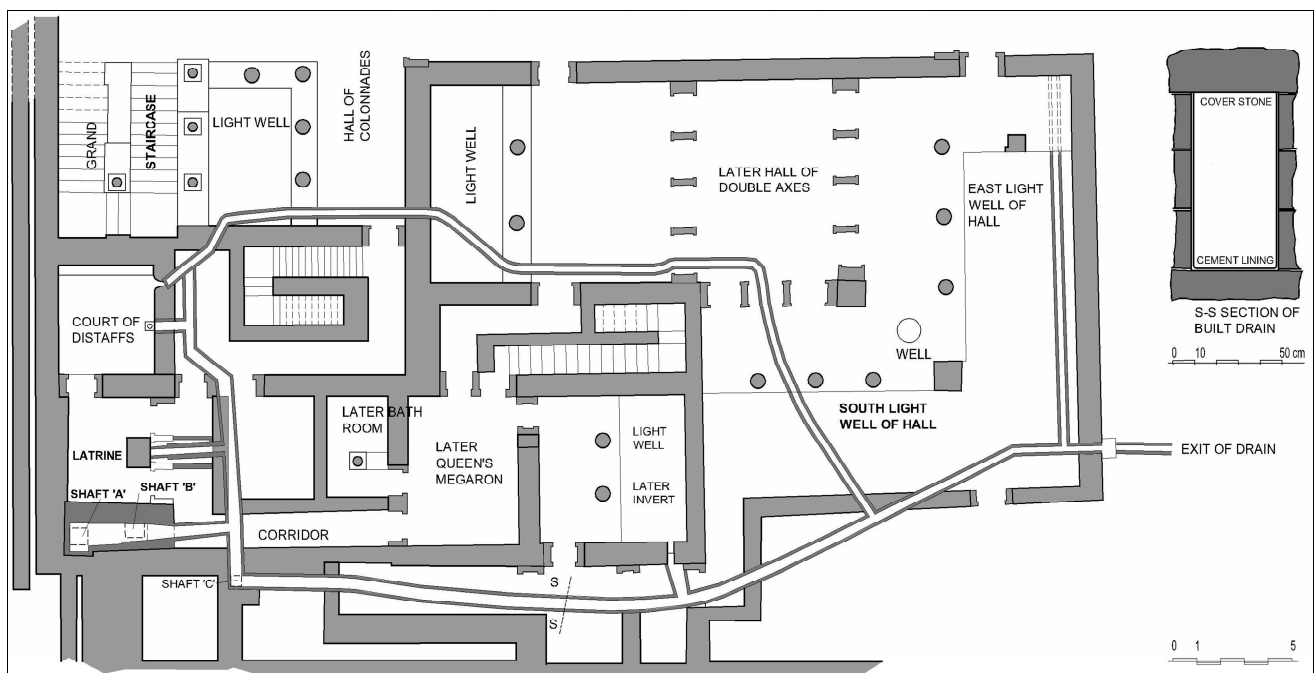 GRAND
STAIRCASE
LIGHT WELL
HALL OF
COLONNADES
LIGHT WELL
LATER HALL OF
DOUBLE AXES
EAST LIGHT
WELL OF
HALL
COVER STONE
CEMENT LINING
S-S SECTION OF
BUILT DRAIN
0 10 50 cm
COURT OF
DISTAFFS
WELL
LATER BATH
ROOM
SOUTH LIGHT
WELL OF HALL
LATRINE
LATER
QUEEN'S
MEGARON
LIGHT
WELL
LATER
INVERT
EXIT OF DRAIN
SHAFT 'A'
SHAFT 'B'
CORRIDOR
SHAFT 'C'
S
S
0 1 5